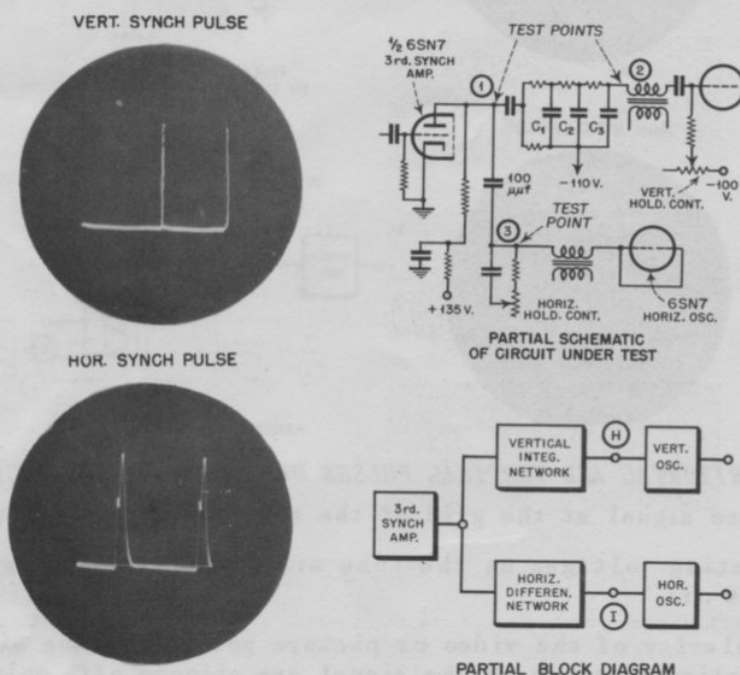 VERT. SYNCH PULSE
½ 6SN7
3rd. SYNCH
AMP.
TEST POINTS
1
2
C1 C2 C3
-110 V.
-100
V.
VERT.
HOLD. CONT.
100
µµf
TEST
POINT
3
+135 V.
HORIZ.
HOLD. CONT.
6SN7
HORIZ. OSC.
PARTIAL SCHEMATIC
OF CIRCUIT UNDER TEST
HOR. SYNCH PULSE
3rd.
SYNCH
AMP.
VERTICAL
INTEG.
NETWORK
H
VERT.
OSC.
HORIZ.
DIFFEREN.
NETWORK
I
HOR.
OSC.
PARTIAL BLOCK DIAGRAM